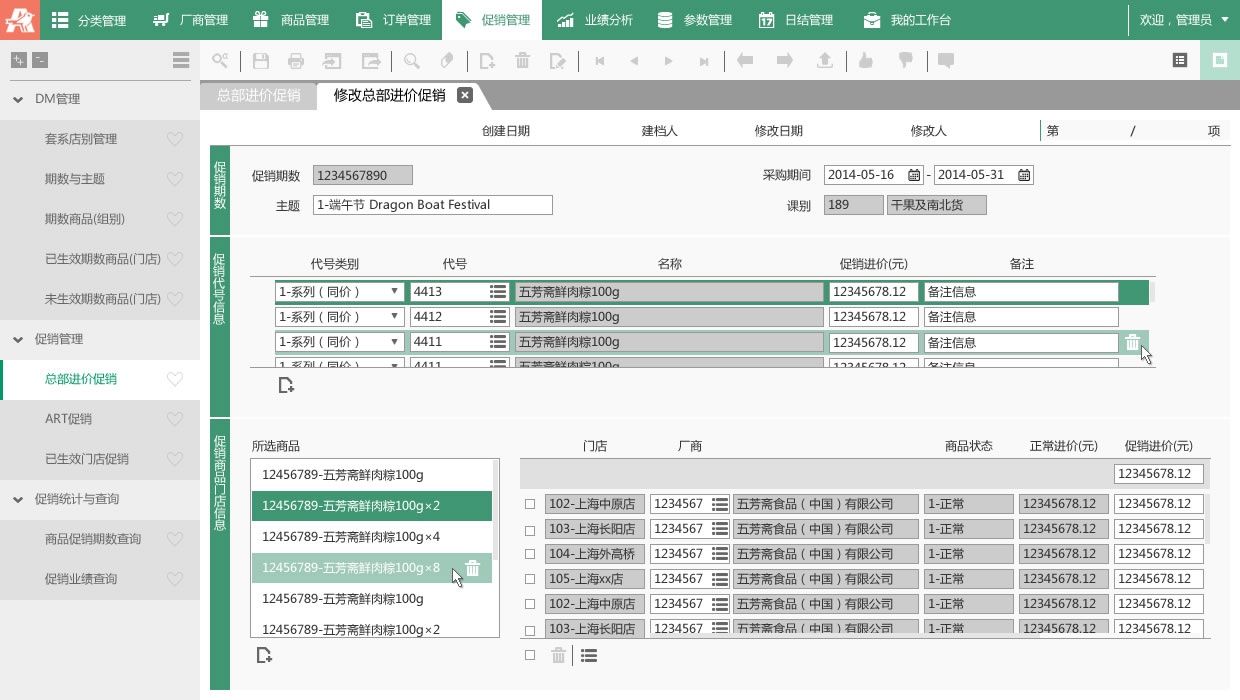 分类管理 厂商管理 商品管理 订单管理 促销管理 业绩分析 参数管理 日结管理 我的工作台 欢迎，管理员
DM管理
套系店别管理
期数与主题
期数商品(组别)
已生效期数商品(门店)
未生效期数商品(门店)
促销管理
总部进价促销
ART促销
已生效门店促销
促销统计与查询
商品促销期数查询
促销业绩查询
总部进价促销 修改总部进价促销
创建日期 建档人 修改日期 修改人 第 / 项
促销期数
促销期数 1234567890 采购期间 2014-05-16 - 2014-05-31
主题 1-端午节 Dragon Boat Festival 课别 189 干果及南北货
促销代号信息
代号类别 代号 名称 促销进价(元) 备注
1-系列（同价） 4413 五芳斋鲜肉粽100g 12345678.12 备注信息
1-系列（同价） 4412 五芳斋鲜肉粽100g 12345678.12 备注信息
1-系列（同价） 4411 五芳斋鲜肉粽100g 12345678.12 备注信息
1-系列（同价） 4411 五芳斋鲜肉粽100g 12345678.12 备注信息
促销商品门店信息
所选商品
12456789-五芳斋鲜肉粽100g
12456789-五芳斋鲜肉粽100g×2
12456789-五芳斋鲜肉粽100g×4
12456789-五芳斋鲜肉粽100g×8
12456789-五芳斋鲜肉粽100g
12456789-五芳斋鲜肉粽100g×2
门店 厂商 商品状态 正常进价(元) 促销进价(元)
12345678.12
102-上海中原店 1234567 五芳斋食品（中国）有限公司 1-正常 12345678.12 12345678.12
103-上海长阳店 1234567 五芳斋食品（中国）有限公司 1-正常 12345678.12 12345678.12
104-上海外高桥 1234567 五芳斋食品（中国）有限公司 1-正常 12345678.12 12345678.12
105-上海xx店 1234567 五芳斋食品（中国）有限公司 1-正常 12345678.12 12345678.12
102-上海中原店 1234567 五芳斋食品（中国）有限公司 1-正常 12345678.12 12345678.12
103-上海长阳店 1234567 五芳斋食品（中国）有限公司 1-正常 12345678.12 12345678.12